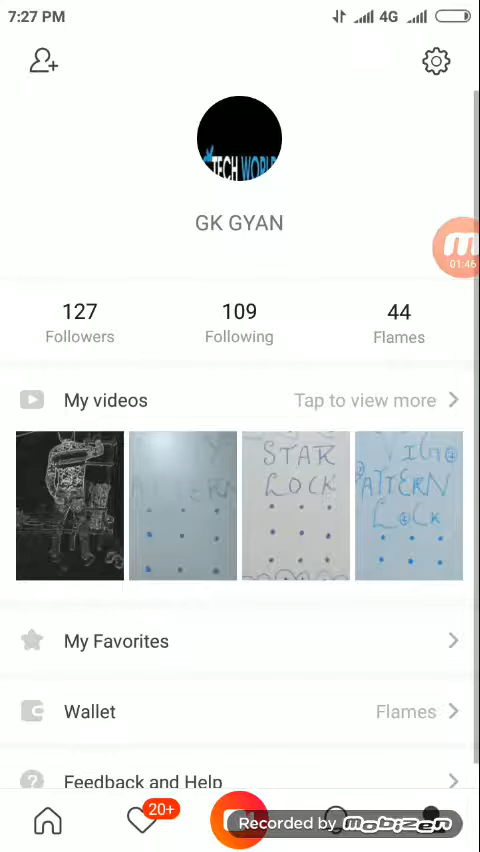 7:27 PM 4G
TECH WORLD
GK GYAN
01:46
127 109 44
Followers Following Flames
My videos Tap to view more
STAR
LOCK
PATTERN
LOCK
My Favorites
Wallet Flames
Feedback and Help
20+
Recorded by mobizen